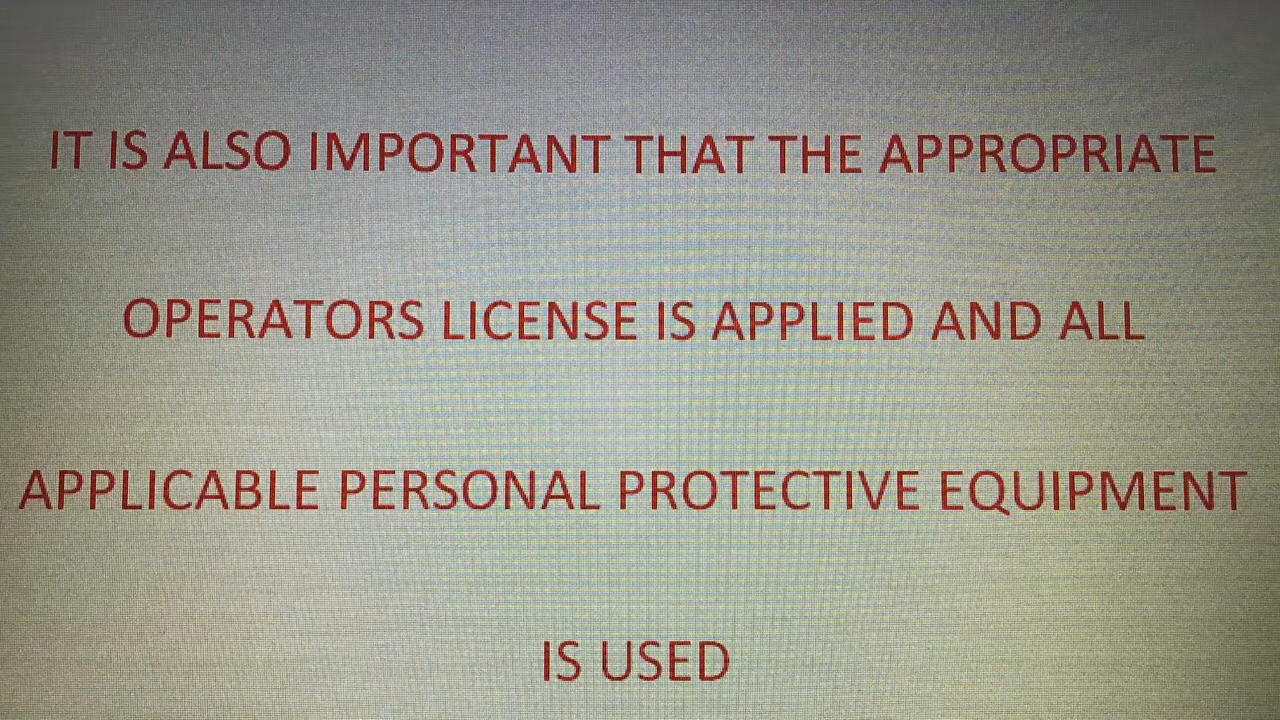 IT IS ALSO IMPORTANT THAT THE APPROPRIATE
OPERATORS LICENSE IS APPLIED AND ALL
APPLICABLE PERSONAL PROTECTIVE EQUIPMENT
IS USED